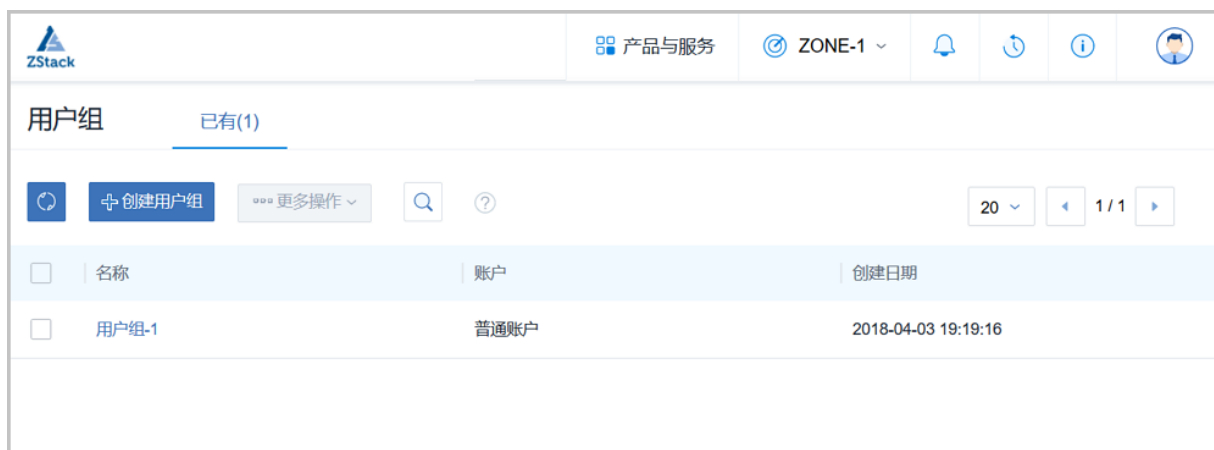 ZStack
产品与服务
ZONE-1
用户组
已有(1)
创建用户组
更多操作
20
1 / 1
名称
账户
创建日期
用户组-1
普通账户
2018-04-03 19:19:16